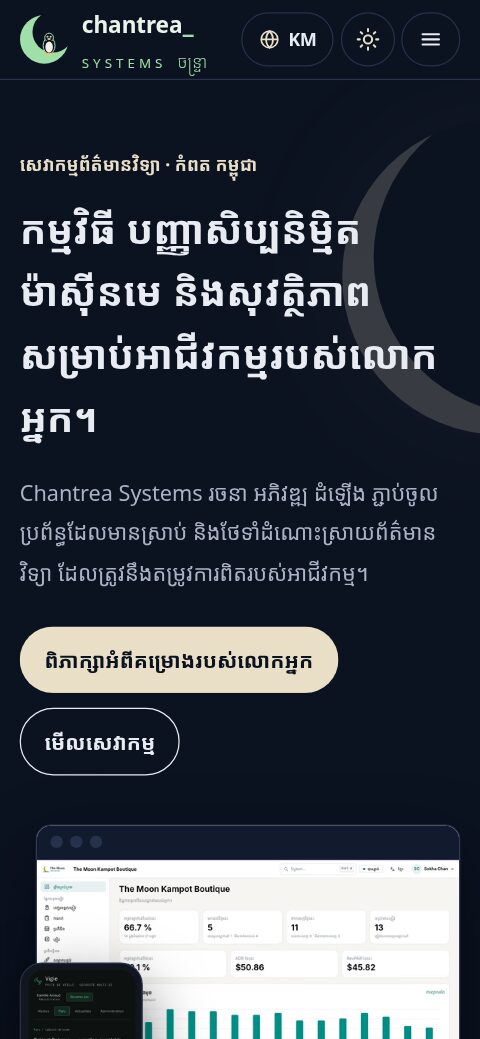 chantrea_
SYSTEMS ចន្ទ្រា
KM
សេវាកម្មព័ត៌មានវិទ្យា · កំពត កម្ពុជា
កម្មវិធី បញ្ញាសិប្បនិម្មិត
ម៉ាស៊ីនមេ និងសុវត្ថិភាព
សម្រាប់អាជីវកម្មរបស់លោក
អ្នក។
Chantrea Systems រចនា អភិវឌ្ឍ ដំឡើង ភ្ជាប់ចូល
ប្រព័ន្ធដែលមានស្រាប់ និងថែទាំដំណោះស្រាយព័ត៌មាន
វិទ្យា ដែលត្រូវនឹងតម្រូវការពិតរបស់អាជីវកម្ម។
ពិភាក្សាអំពីគម្រោងរបស់លោកអ្នក
មើលសេវាកម្ម
The Moon Kampot Boutique
Sokha Chan
The Moon Kampot Boutique
66.7 %
5
11
13
$50.86
$45.82
Vigie